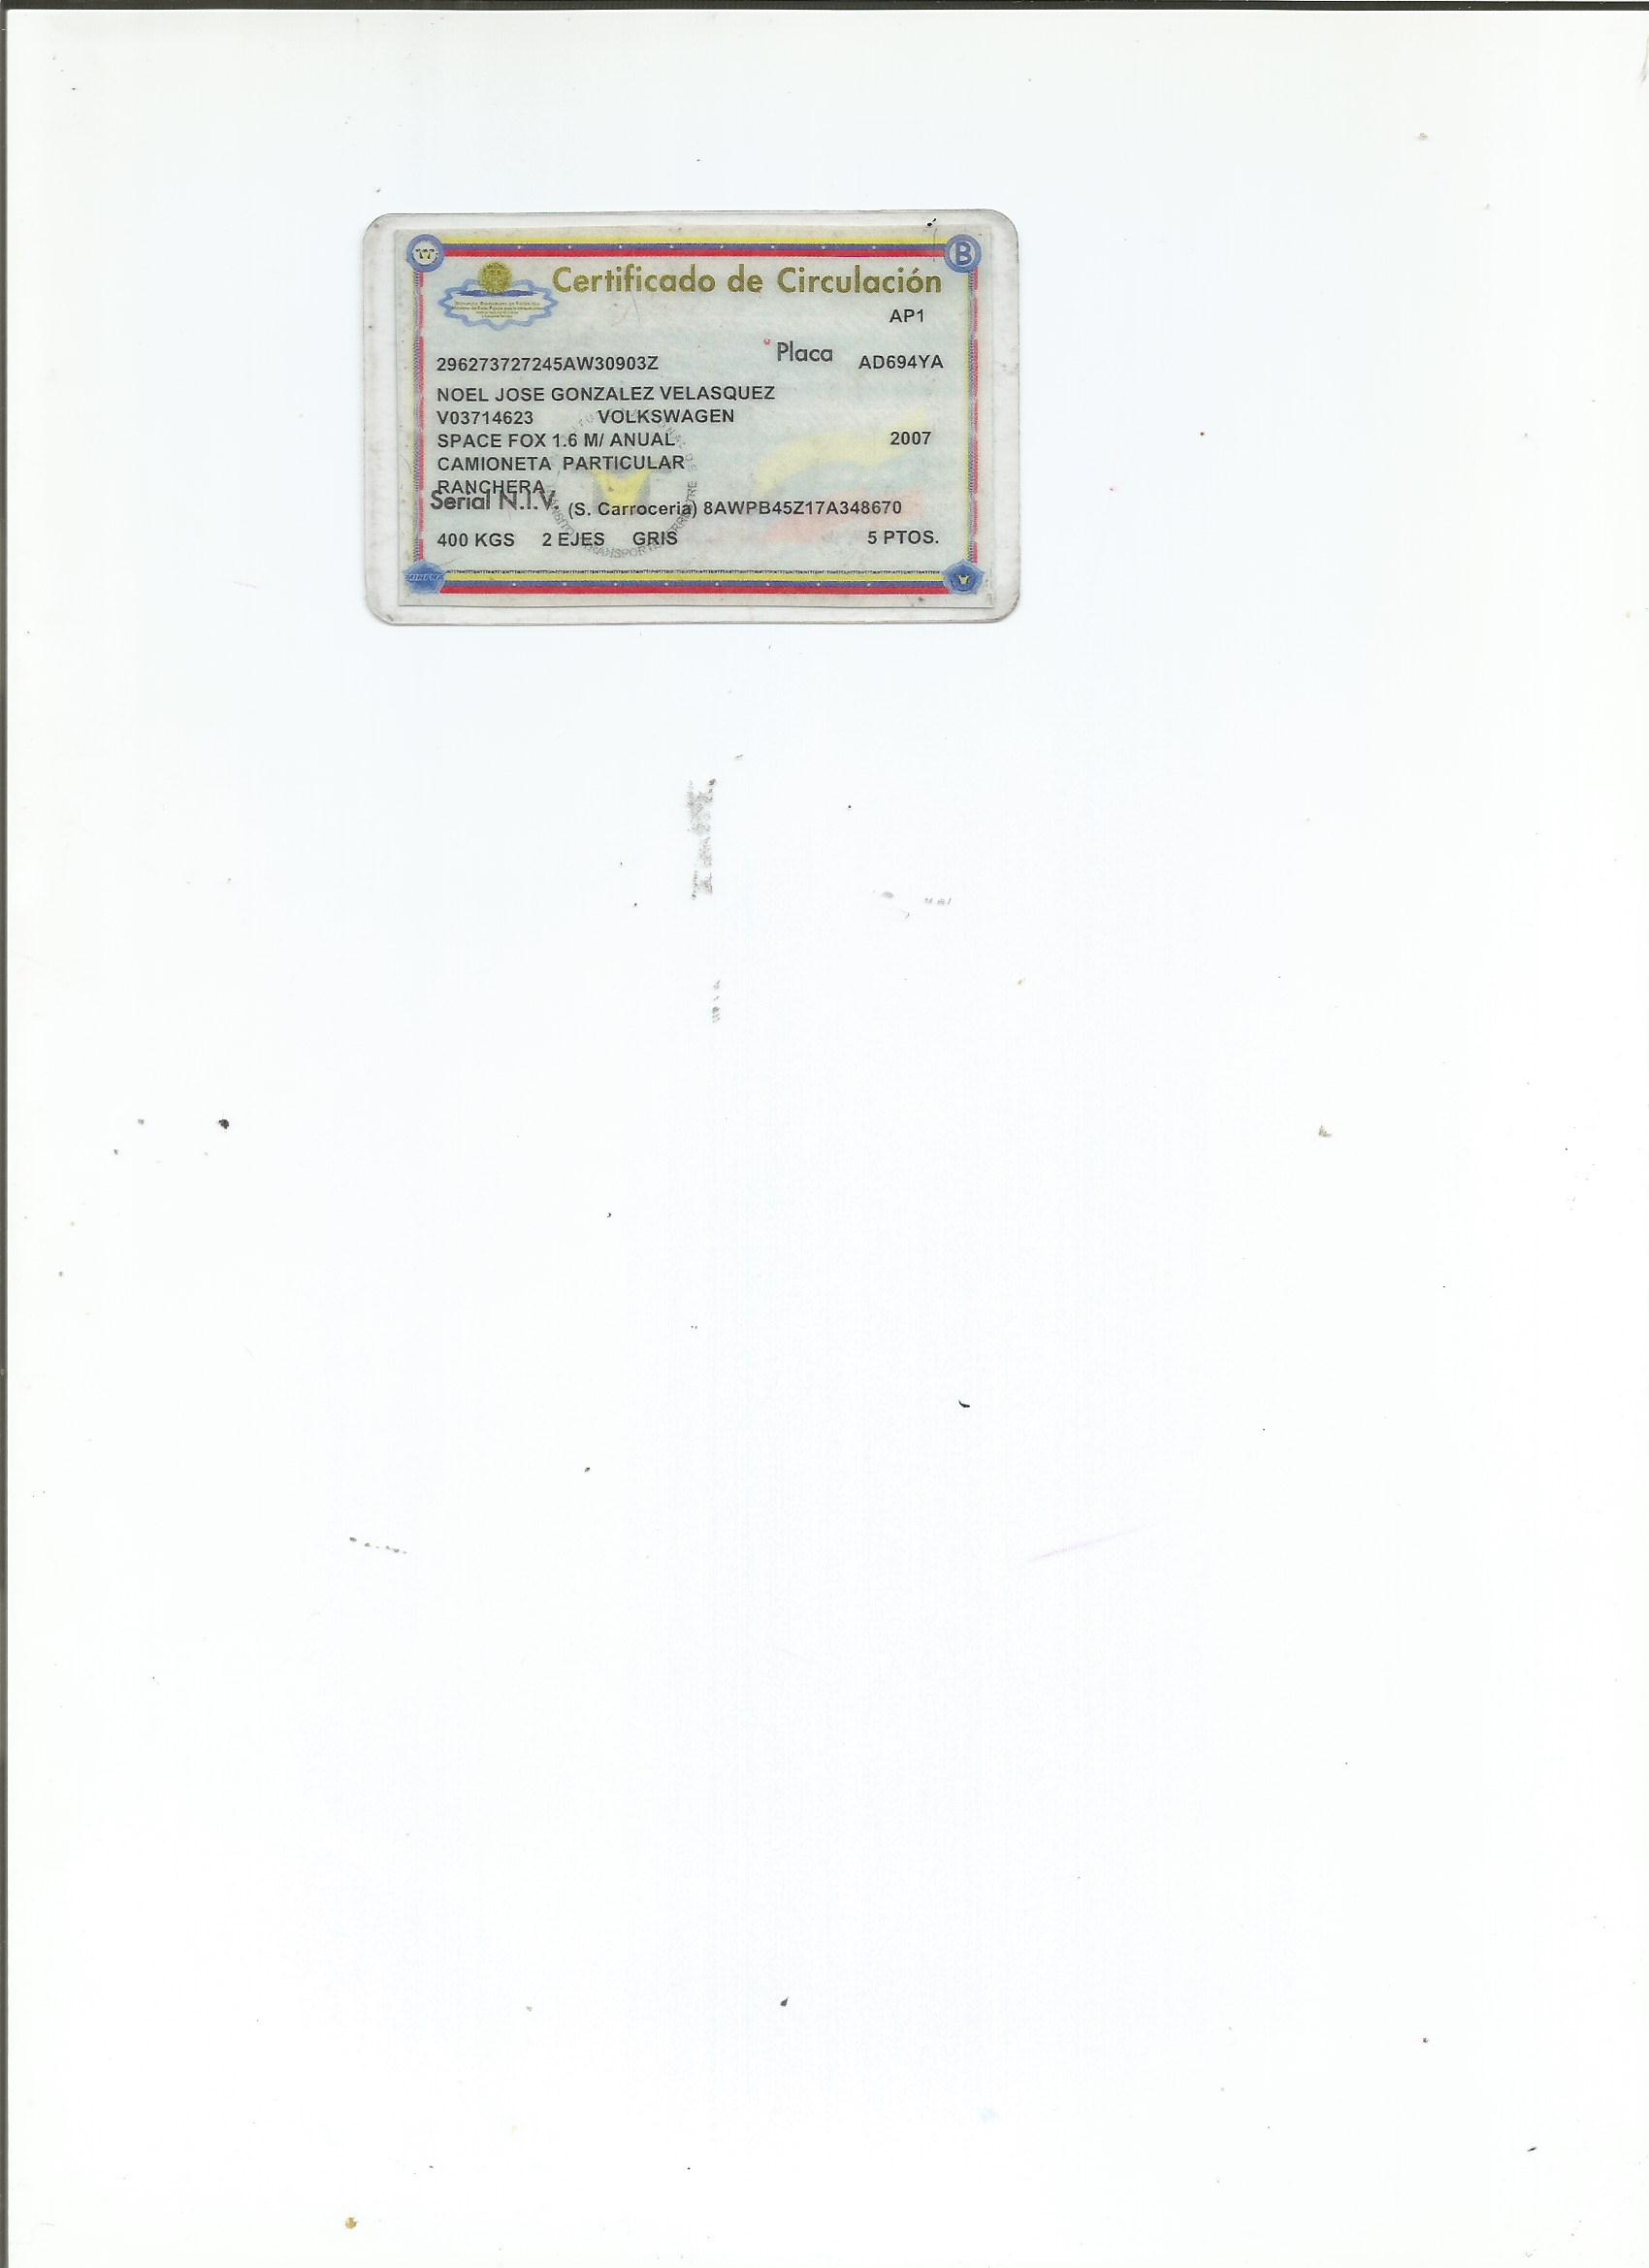 B
Certificado de Circulación
AP1
296273727245AW30903Z Placa AD694YA
NOEL JOSE GONZALEZ VELASQUEZ
V03714623 VOLKSWAGEN
SPACE FOX 1.6 M/ ANUAL 2007
CAMIONETA PARTICULAR
RANCHERA
Serial N.I.V. (S. Carroceria) 8AWPB45Z17A348670
400 KGS 2 EJES GRIS 5 PTOS.